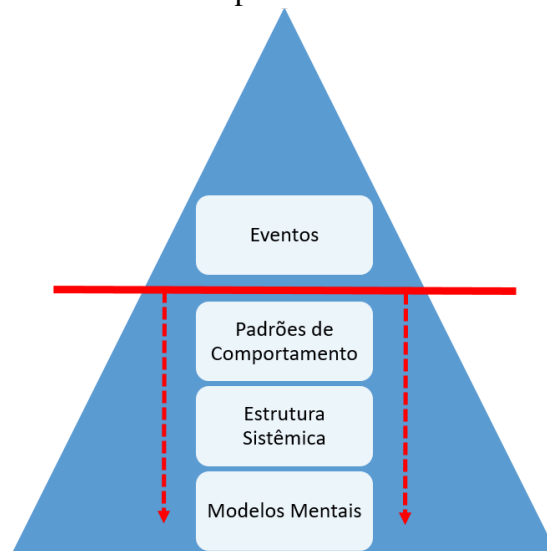 Eventos
Padrões de
Comportamento
Estrutura
Sistêmica
Modelos Mentais